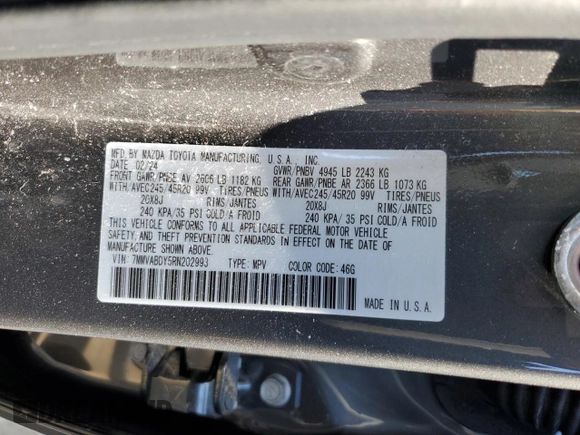 MFD BY MAZDA TOYOTA MANUFACTURING, U.S.A., INC.
DATE 02/24 GVWR/PNBV 4945 LB 2243 KG
FRONT GAWR/PNBE AV 2605 LB 1182 KG REAR GAWR/PNBE AR 2366 LB 1073 KG
WITH/AVEC245/45R20 99V TIRES/PNEUS WITH/AVEC245/45R20 99V TIRES/PNEUS
20X8J RIMS/JANTES 20X8J RIMS/JANTES
240 KPA/35 PSI COLD/A FROID 240 KPA/35 PSI COLD/A FROID
THIS VEHICLE CONFORMS TO ALL APPLICABLE FEDERAL MOTOR VEHICLE
SAFETY AND THEFT PREVENTION STANDARDS IN EFFECT ON THE DATE OF
MANUFACTURE SHOWN ABOVE.
VIN: 7MMVABDY5RN202993 TYPE: MPV COLOR CODE: 46G
MADE IN U.S.A.